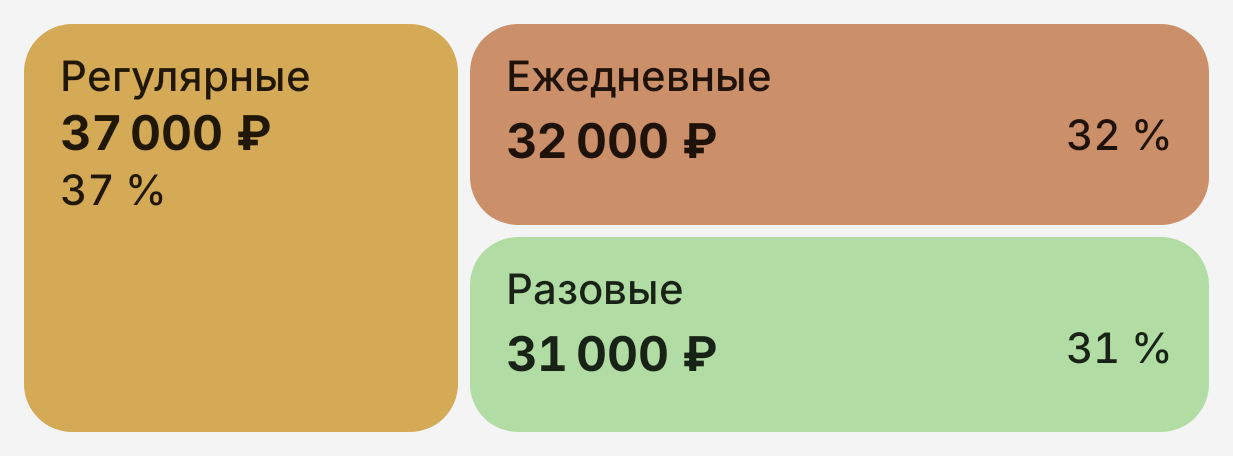 Регулярные
37 000 ₽
37 %
Ежедневные
32 000 ₽
32 %
Разовые
31 000 ₽
31 %